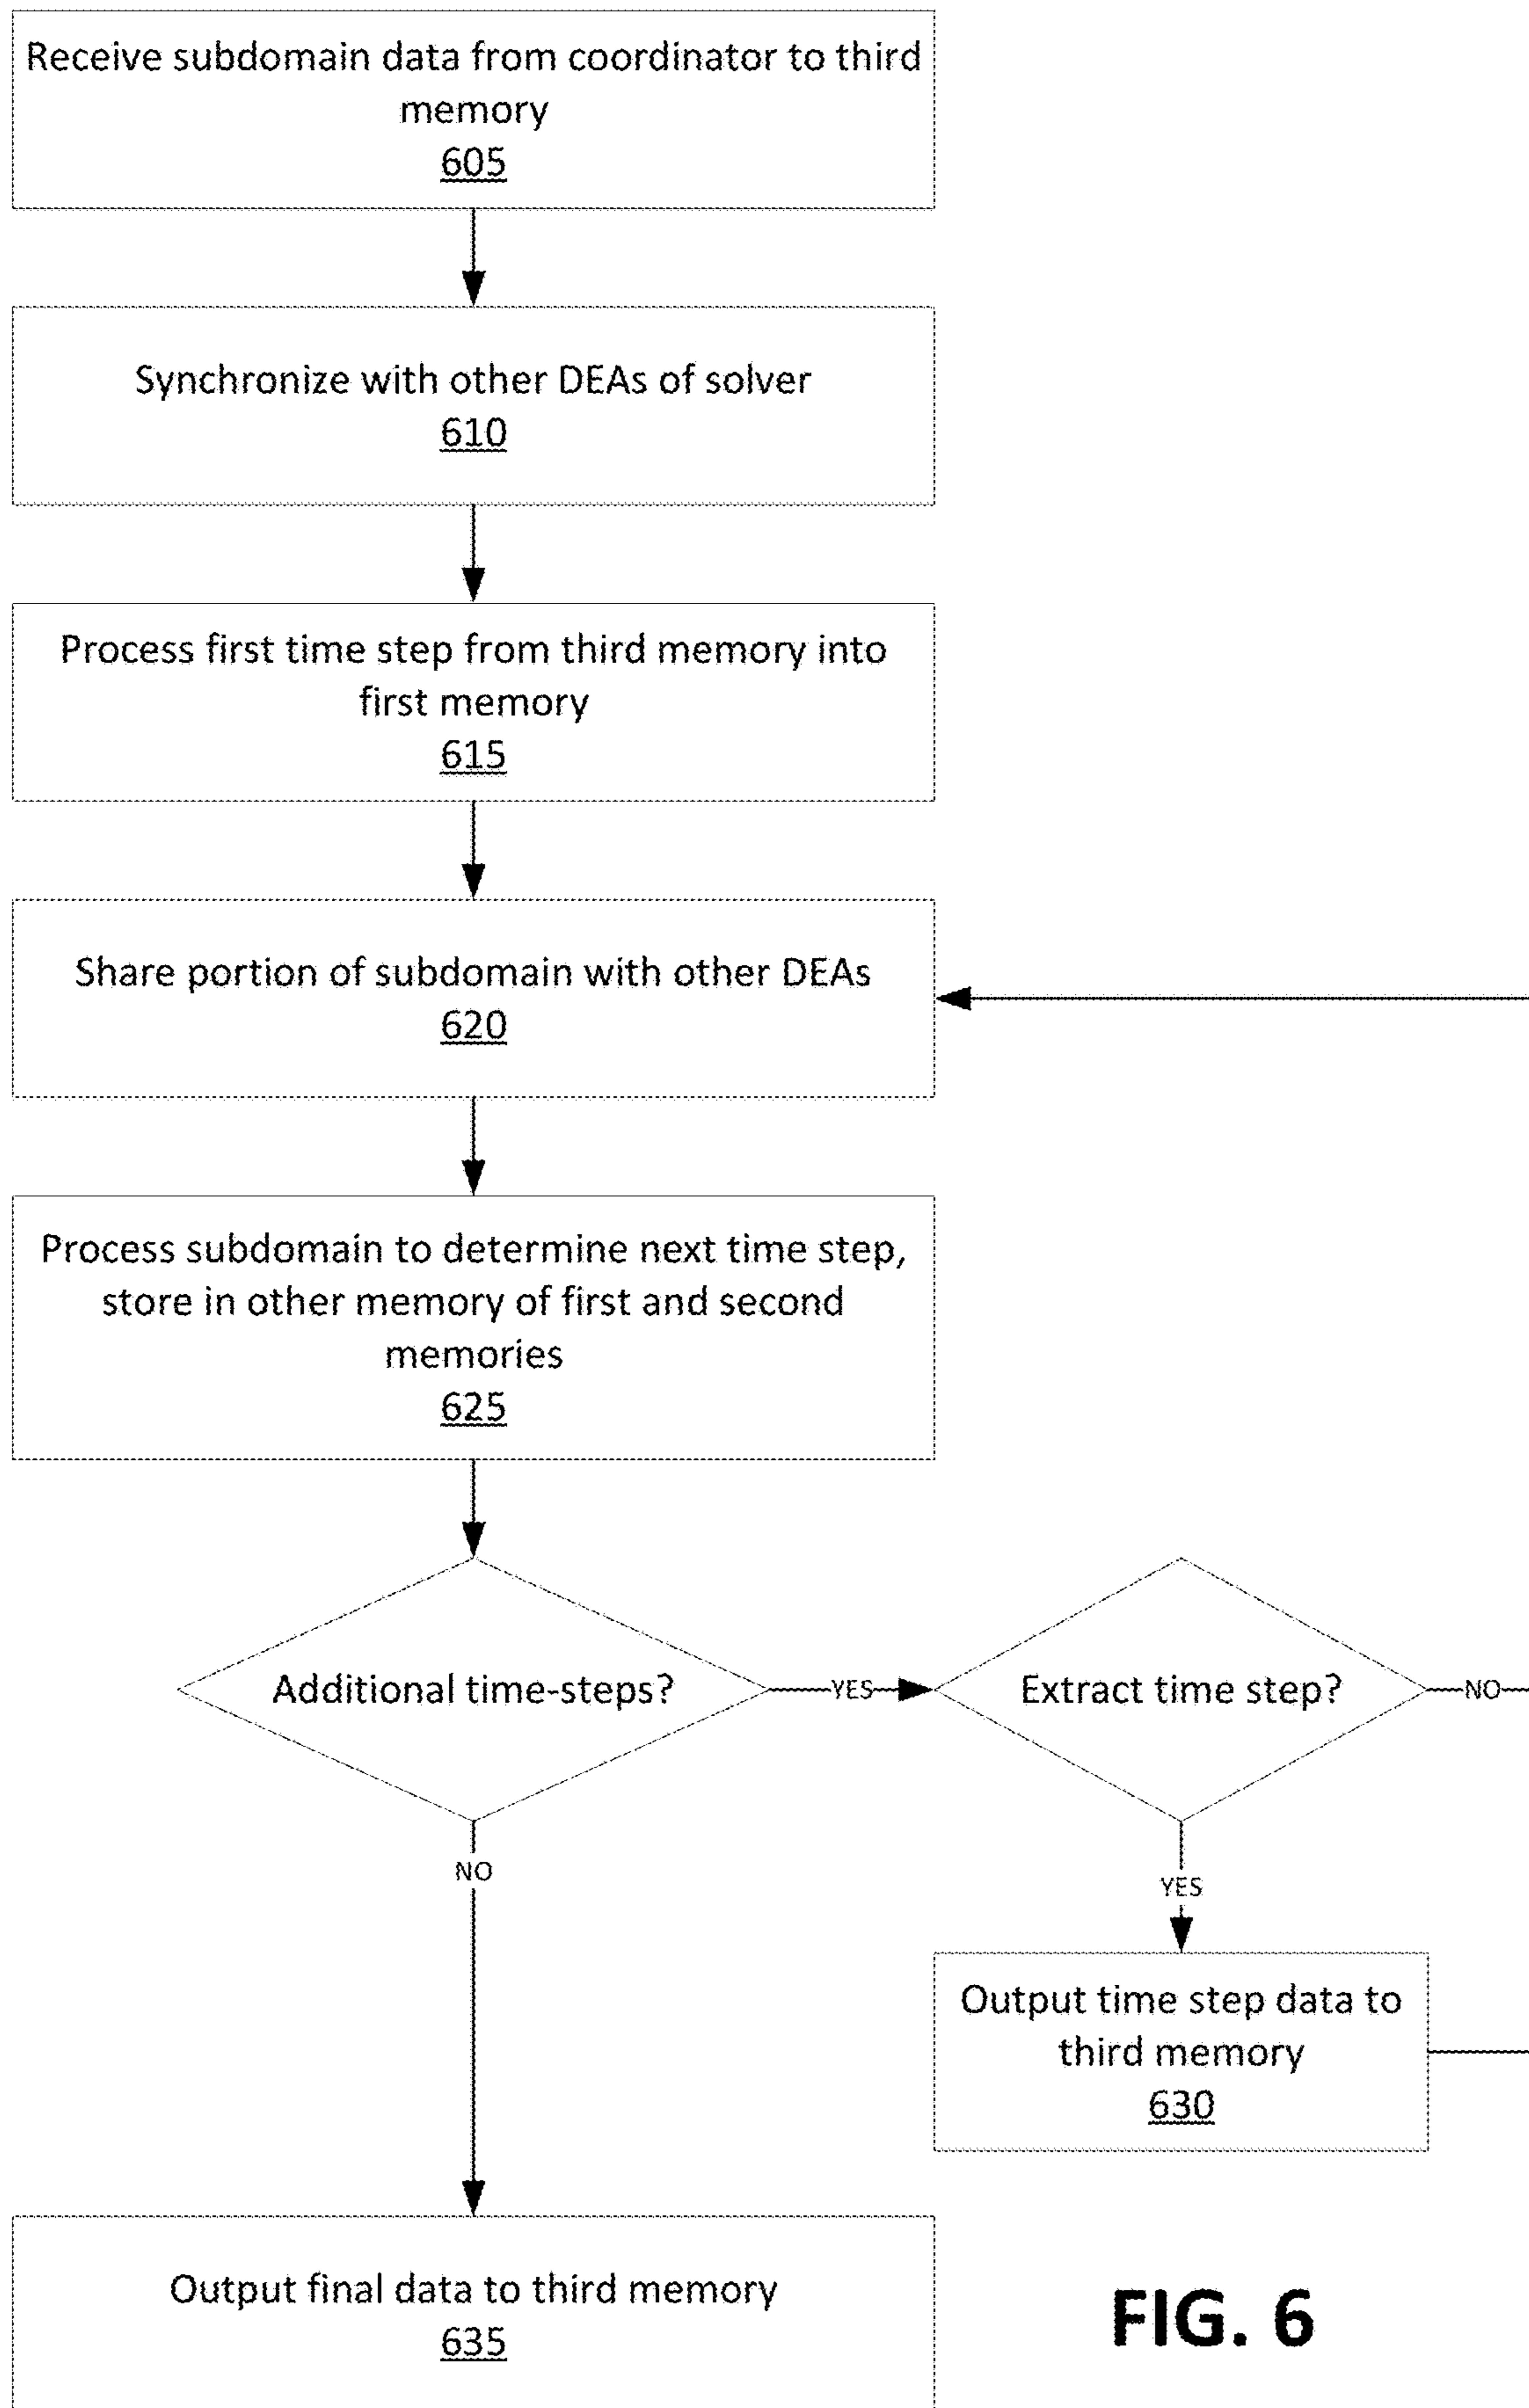 Receive subdomain data from coordinator to third
memory
605
Synchronize with other DEAs of solver
610
Process first time step from third memory into
first memory
615
Share portion of subdomain with other DEAs
620
Process subdomain to determine next time step,
store in other memory of first and second
memories
625
Additional time-steps?
YES
Extract time step?
NO
NO
YES
Output time step data to
third memory
630
Output final data to third memory
635
FIG. 6